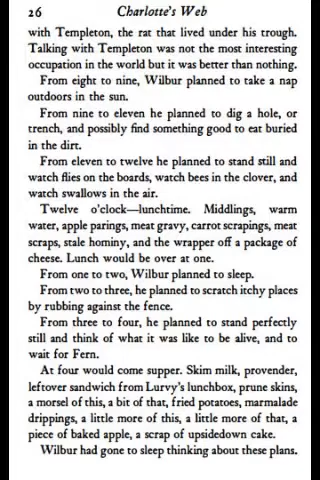 26 Charlotte's Web
with Templeton, the rat that lived under his trough.
Talking with Templeton was not the most interesting
occupation in the world but it was better than nothing.
From eight to nine, Wilbur planned to take a nap
outdoors in the sun.
From nine to eleven he planned to dig a hole, or
trench, and possibly find something good to eat buried
in the dirt.
From eleven to twelve he planned to stand still and
watch flies on the boards, watch bees in the clover, and
watch swallows in the air.
Twelve o'clock—lunchtime. Middlings, warm
water, apple parings, meat gravy, carrot scrapings, meat
scraps, stale hominy, and the wrapper off a package of
cheese. Lunch would be over at one.
From one to two, Wilbur planned to sleep.
From two to three, he planned to scratch itchy places
by rubbing against the fence.
From three to four, he planned to stand perfectly
still and think of what it was like to be alive, and to
wait for Fern.
At four would come supper. Skim milk, provender,
leftover sandwich from Lurvy's lunchbox, prune skins,
a morsel of this, a bit of that, fried potatoes, marmalade
drippings, a little more of this, a little more of that, a
piece of baked apple, a scrap of upsidedown cake.
Wilbur had gone to sleep thinking about these plans.